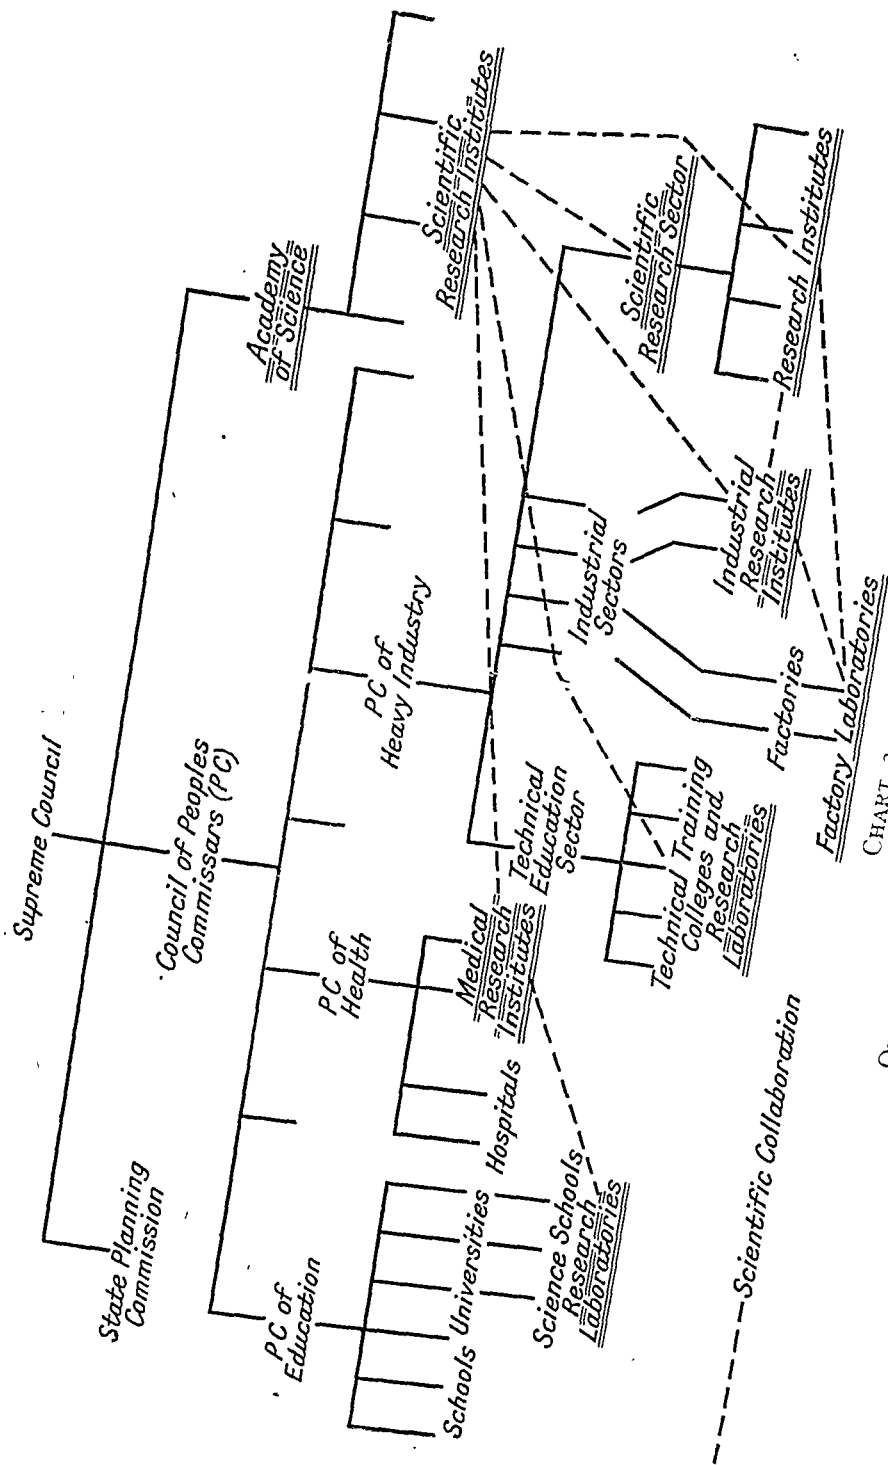 Supreme Council
State Planning
Commission
Council of Peoples
Commissars (PC)
Academy
of Science
PC of
Education
PC of
Health
PC of
Heavy Industry
Scientific
Research Institutes
Schools
Universities
Hospitals
Medical
Research
Institutes
Technical
Education
Sector
Industrial
Sectors
Scientific
Research Sector
Science Schools
Research
Laboratories
Technical Training
Colleges and
Research
Laboratories
Factories
Industrial
Research
Institutes
Research Institutes
Factory Laboratories
Scientific Collaboration